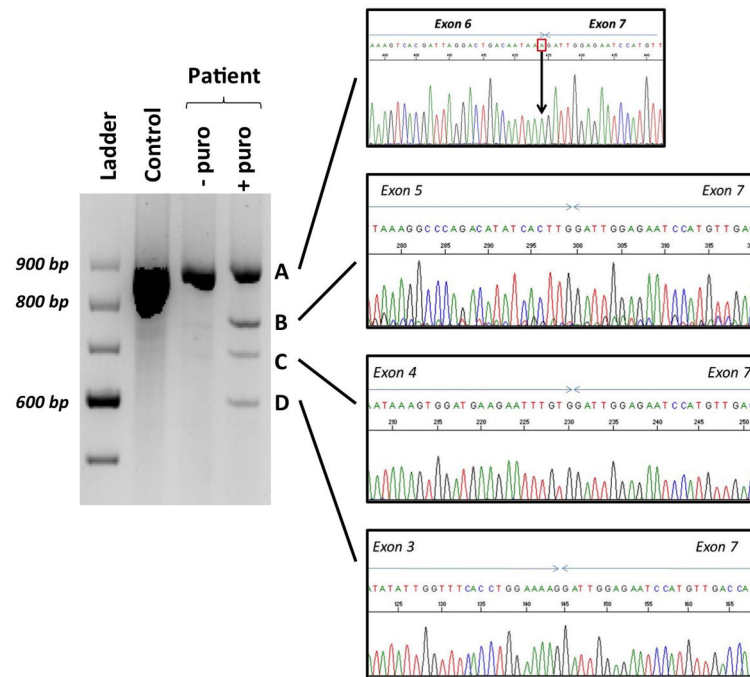 Patient
Ladder
Control
- puro
+ puro
900 bp
800 bp
600 bp
A
B
C
D
Exon 6 Exon 7
AAAGTCACGATTAGGACTGACAATAAAGATTGGAGAATCCATGTT
Exon 5 Exon 7
TAAAGGCCCAGACATATCACTTGGATTGGAGAATCCATGTTGA
280 285 290 295 300 305 310 315
Exon 4 Exon 7
AATAAAGTGGATGAAGAATTTGTGGATTGGAGAATCCATGTTGA
210 215 220 225 230 235 240 245 250
Exon 3 Exon 7
ATATATTGGTTTCACCTGGAAAAGGATTGGAGAATCCATGTTGACCA
125 130 135 140 145 150 155 160 165